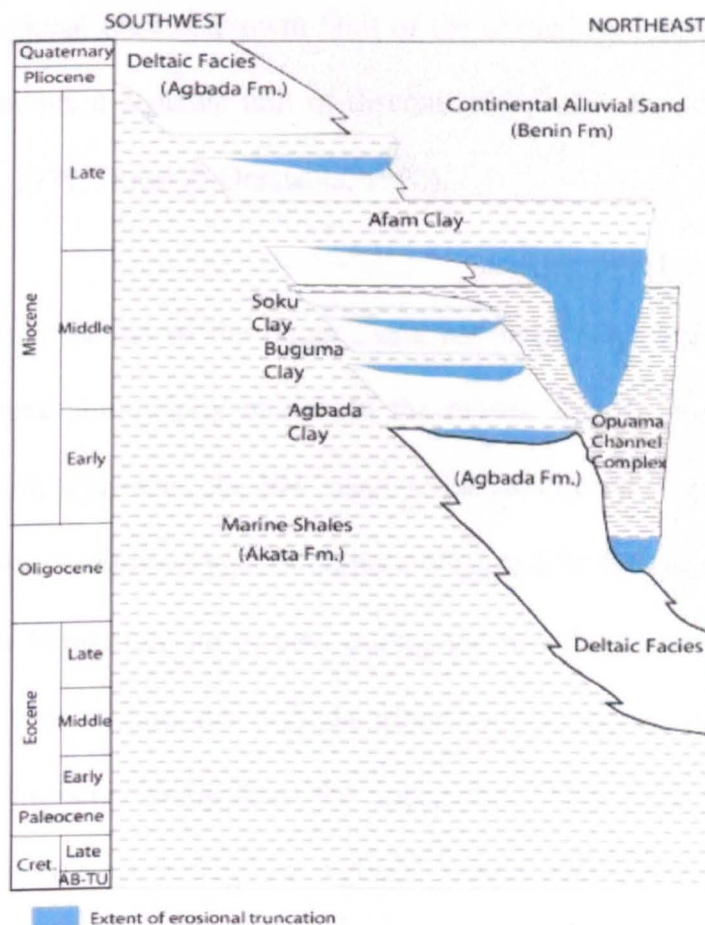 SOUTHWEST
NORTHEAST
Quaternary
Pliocene
Miocene
Late
Middle
Early
Oligocene
Eocene
Late
Middle
Early
Paleocene
Cret.
Late
AB-TU
Deltaic Facies
(Agbada Fm.)
Continental Alluvial Sand
(Benin Fm)
Afam Clay
Soku
Clay
Buguma
Clay
Agbada
Clay
Opuama
Channel
Complex
(Agbada Fm.)
Marine Shales
(Akata Fm.)
Deltaic Facies
Extent of erosional truncation